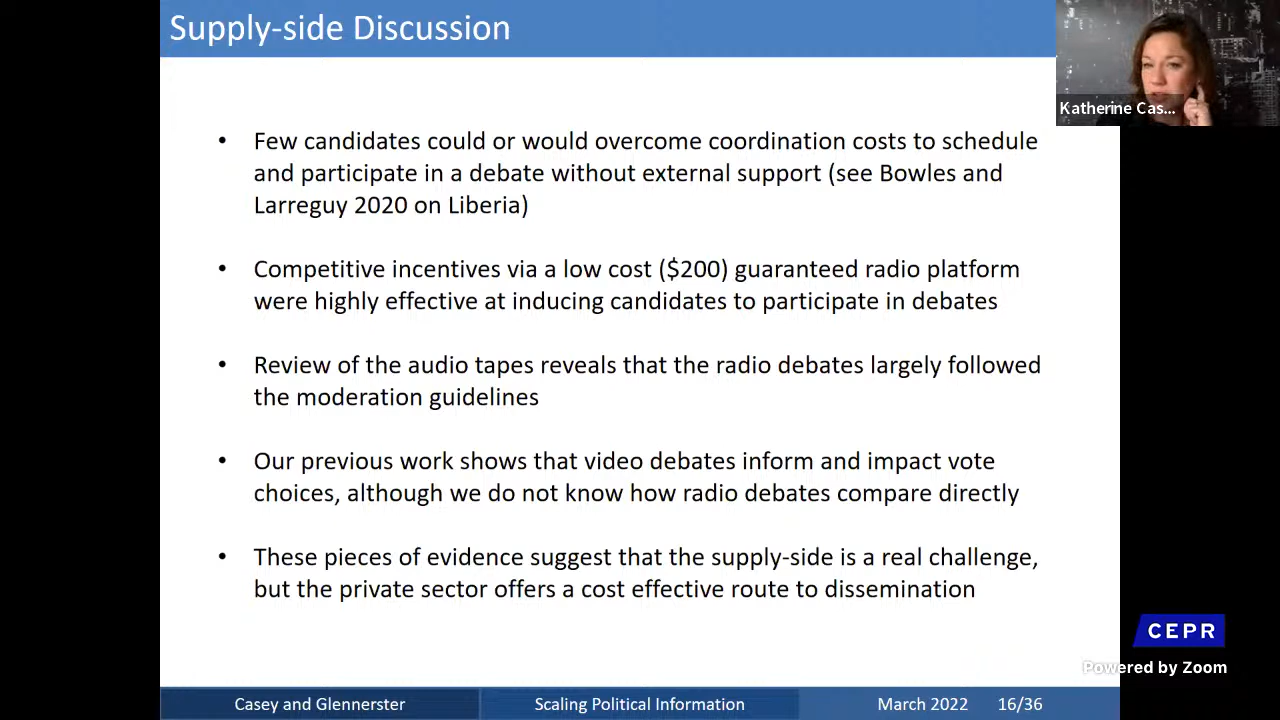 Supply-side Discussion
Katherine Cas...
• Few candidates could or would overcome coordination costs to schedule
and participate in a debate without external support (see Bowles and
Larreguy 2020 on Liberia)
• Competitive incentives via a low cost ($200) guaranteed radio platform
were highly effective at inducing candidates to participate in debates
• Review of the audio tapes reveals that the radio debates largely followed
the moderation guidelines
• Our previous work shows that video debates inform and impact vote
choices, although we do not know how radio debates compare directly
• These pieces of evidence suggest that the supply-side is a real challenge,
but the private sector offers a cost effective route to dissemination
CEPR
Powered by Zoom
Casey and Glennerster
Scaling Political Information
March 2022
16/36